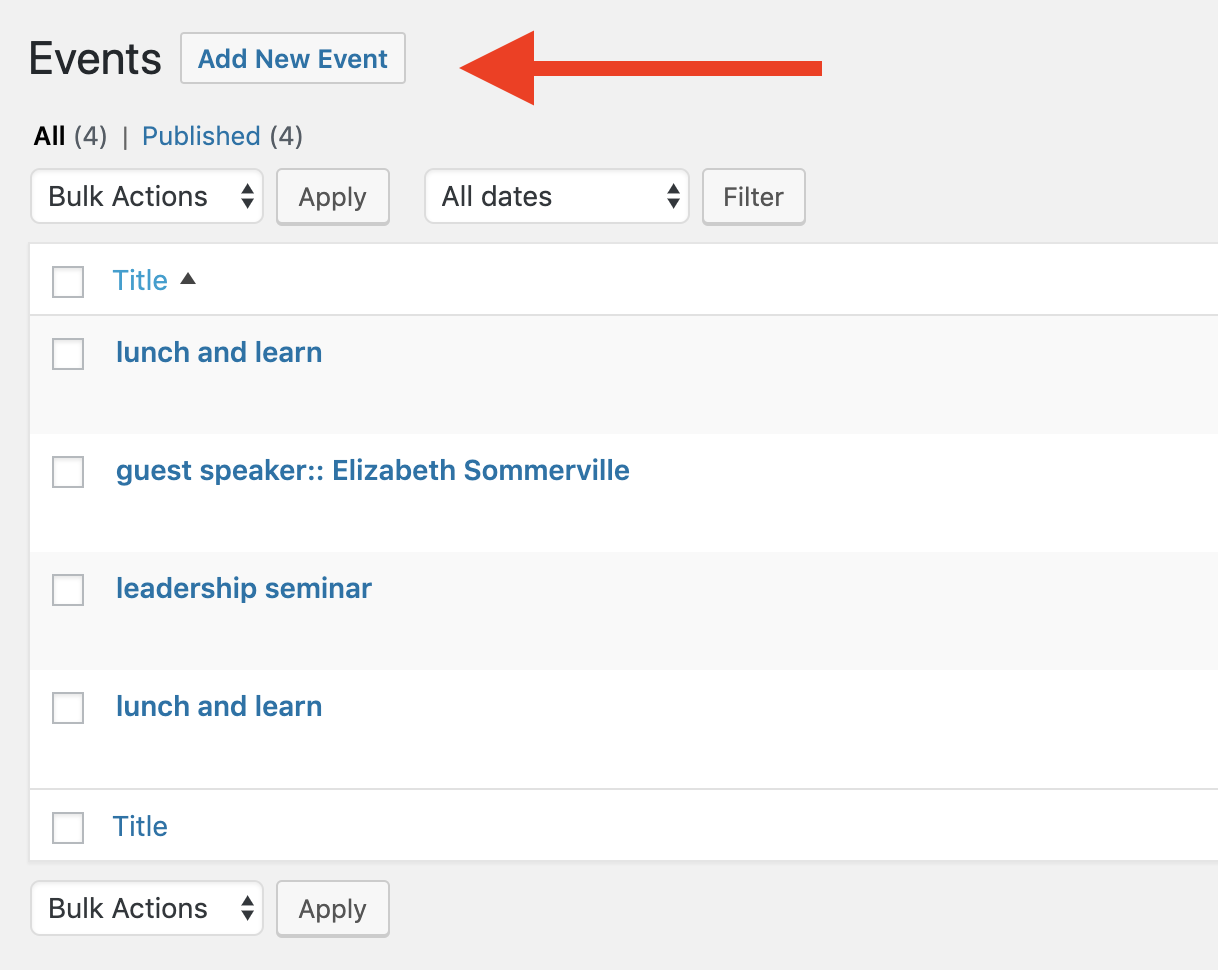 Events Add New Event
All (4) | Published (4)
Bulk Actions Apply All dates Filter
Title
lunch and learn
guest speaker:: Elizabeth Sommerville
leadership seminar
lunch and learn
Title
Bulk Actions Apply